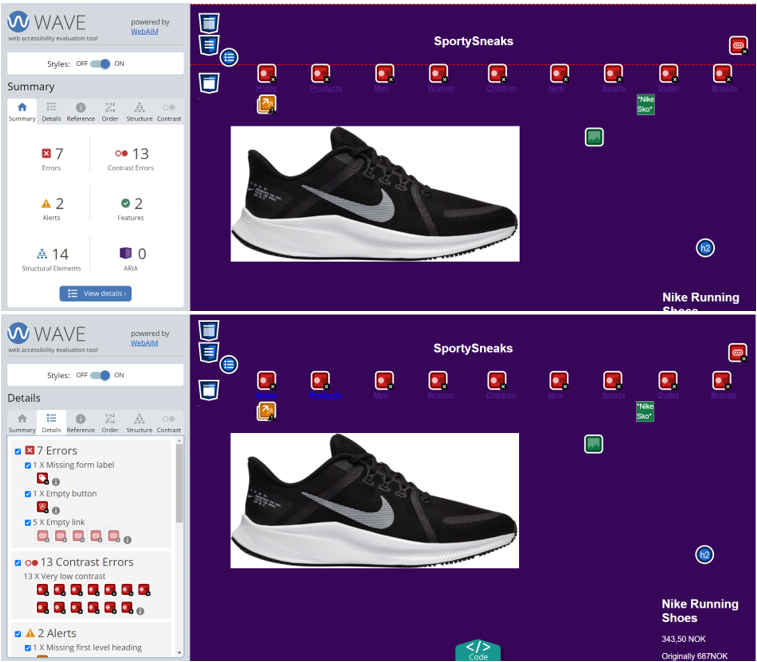 WAVE
powered by
WebAIM
web accessibility evaluation tool
Styles: OFF ON
Summary
Summary Details Reference Order Structure Contrast
7
Errors
13
Contrast Errors
2
Alerts
2
Features
14
Structural Elements
0
ARIA
View details ›
SportySneaks
Home Products Men Women Children New Sports Outlet Brands
"Nike
Sko"
h2
Nike Running
Shoes
WAVE
powered by
WebAIM
web accessibility evaluation tool
Styles: OFF ON
Details
Summary Details Reference Order Structure Contrast
7 Errors
1 X Missing form label
1 X Empty button
5 X Empty link
13 Contrast Errors
13 X Very low contrast
2 Alerts
1 X Missing first level heading
SportySneaks
Home Products Men Women Children New Sports Outlet Brands
"Nike
Sko"
h2
Nike Running
Shoes
343,50 NOK
Originally 687NOK
</>
Code